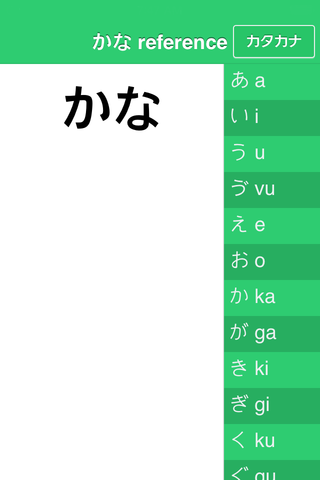 かな reference
カタカナ
かな
あ a
い i
う u
ゔ vu
え e
お o
か ka
が ga
き ki
ぎ gi
く ku
ぐ gu